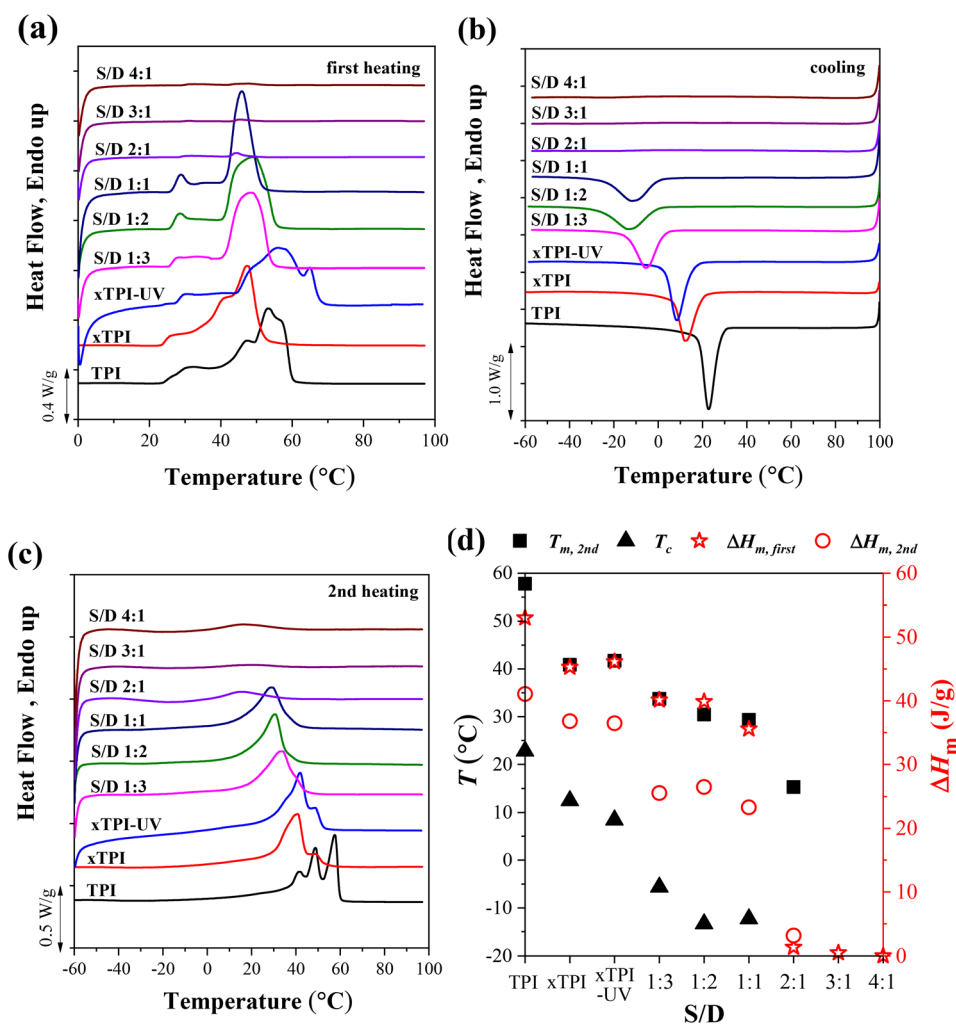 (a)
Heat Flow, Endo up
first heating
S/D 4:1
S/D 3:1
S/D 2:1
S/D 1:1
S/D 1:2
S/D 1:3
xTPI-UV
xTPI
TPI
0.4 W/g
0 20 40 60 80 100
Temperature (°C)
(b)
Heat Flow , Endo up
cooling
S/D 4:1
S/D 3:1
S/D 2:1
S/D 1:1
S/D 1:2
S/D 1:3
xTPI-UV
xTPI
TPI
1.0 W/g
-60 -40 -20 0 20 40 60 80 100
Temperature (°C)
(c)
Heat Flow , Endo up
2nd heating
S/D 4:1
S/D 3:1
S/D 2:1
S/D 1:1
S/D 1:2
S/D 1:3
xTPI-UV
xTPI
TPI
0.5 W/g
-60 -40 -20 0 20 40 60 80 100
Temperature (°C)
(d)
Tm, 2nd Tc ΔHm, first ΔHm, 2nd
T (°C)
60
50
40
30
20
10
0
-10
-20
60
50
40
30
20
10
0
ΔHm (J/g)
TPI xTPI xTPI 1:3 1:2 1:1 2:1 3:1 4:1
-UV
S/D